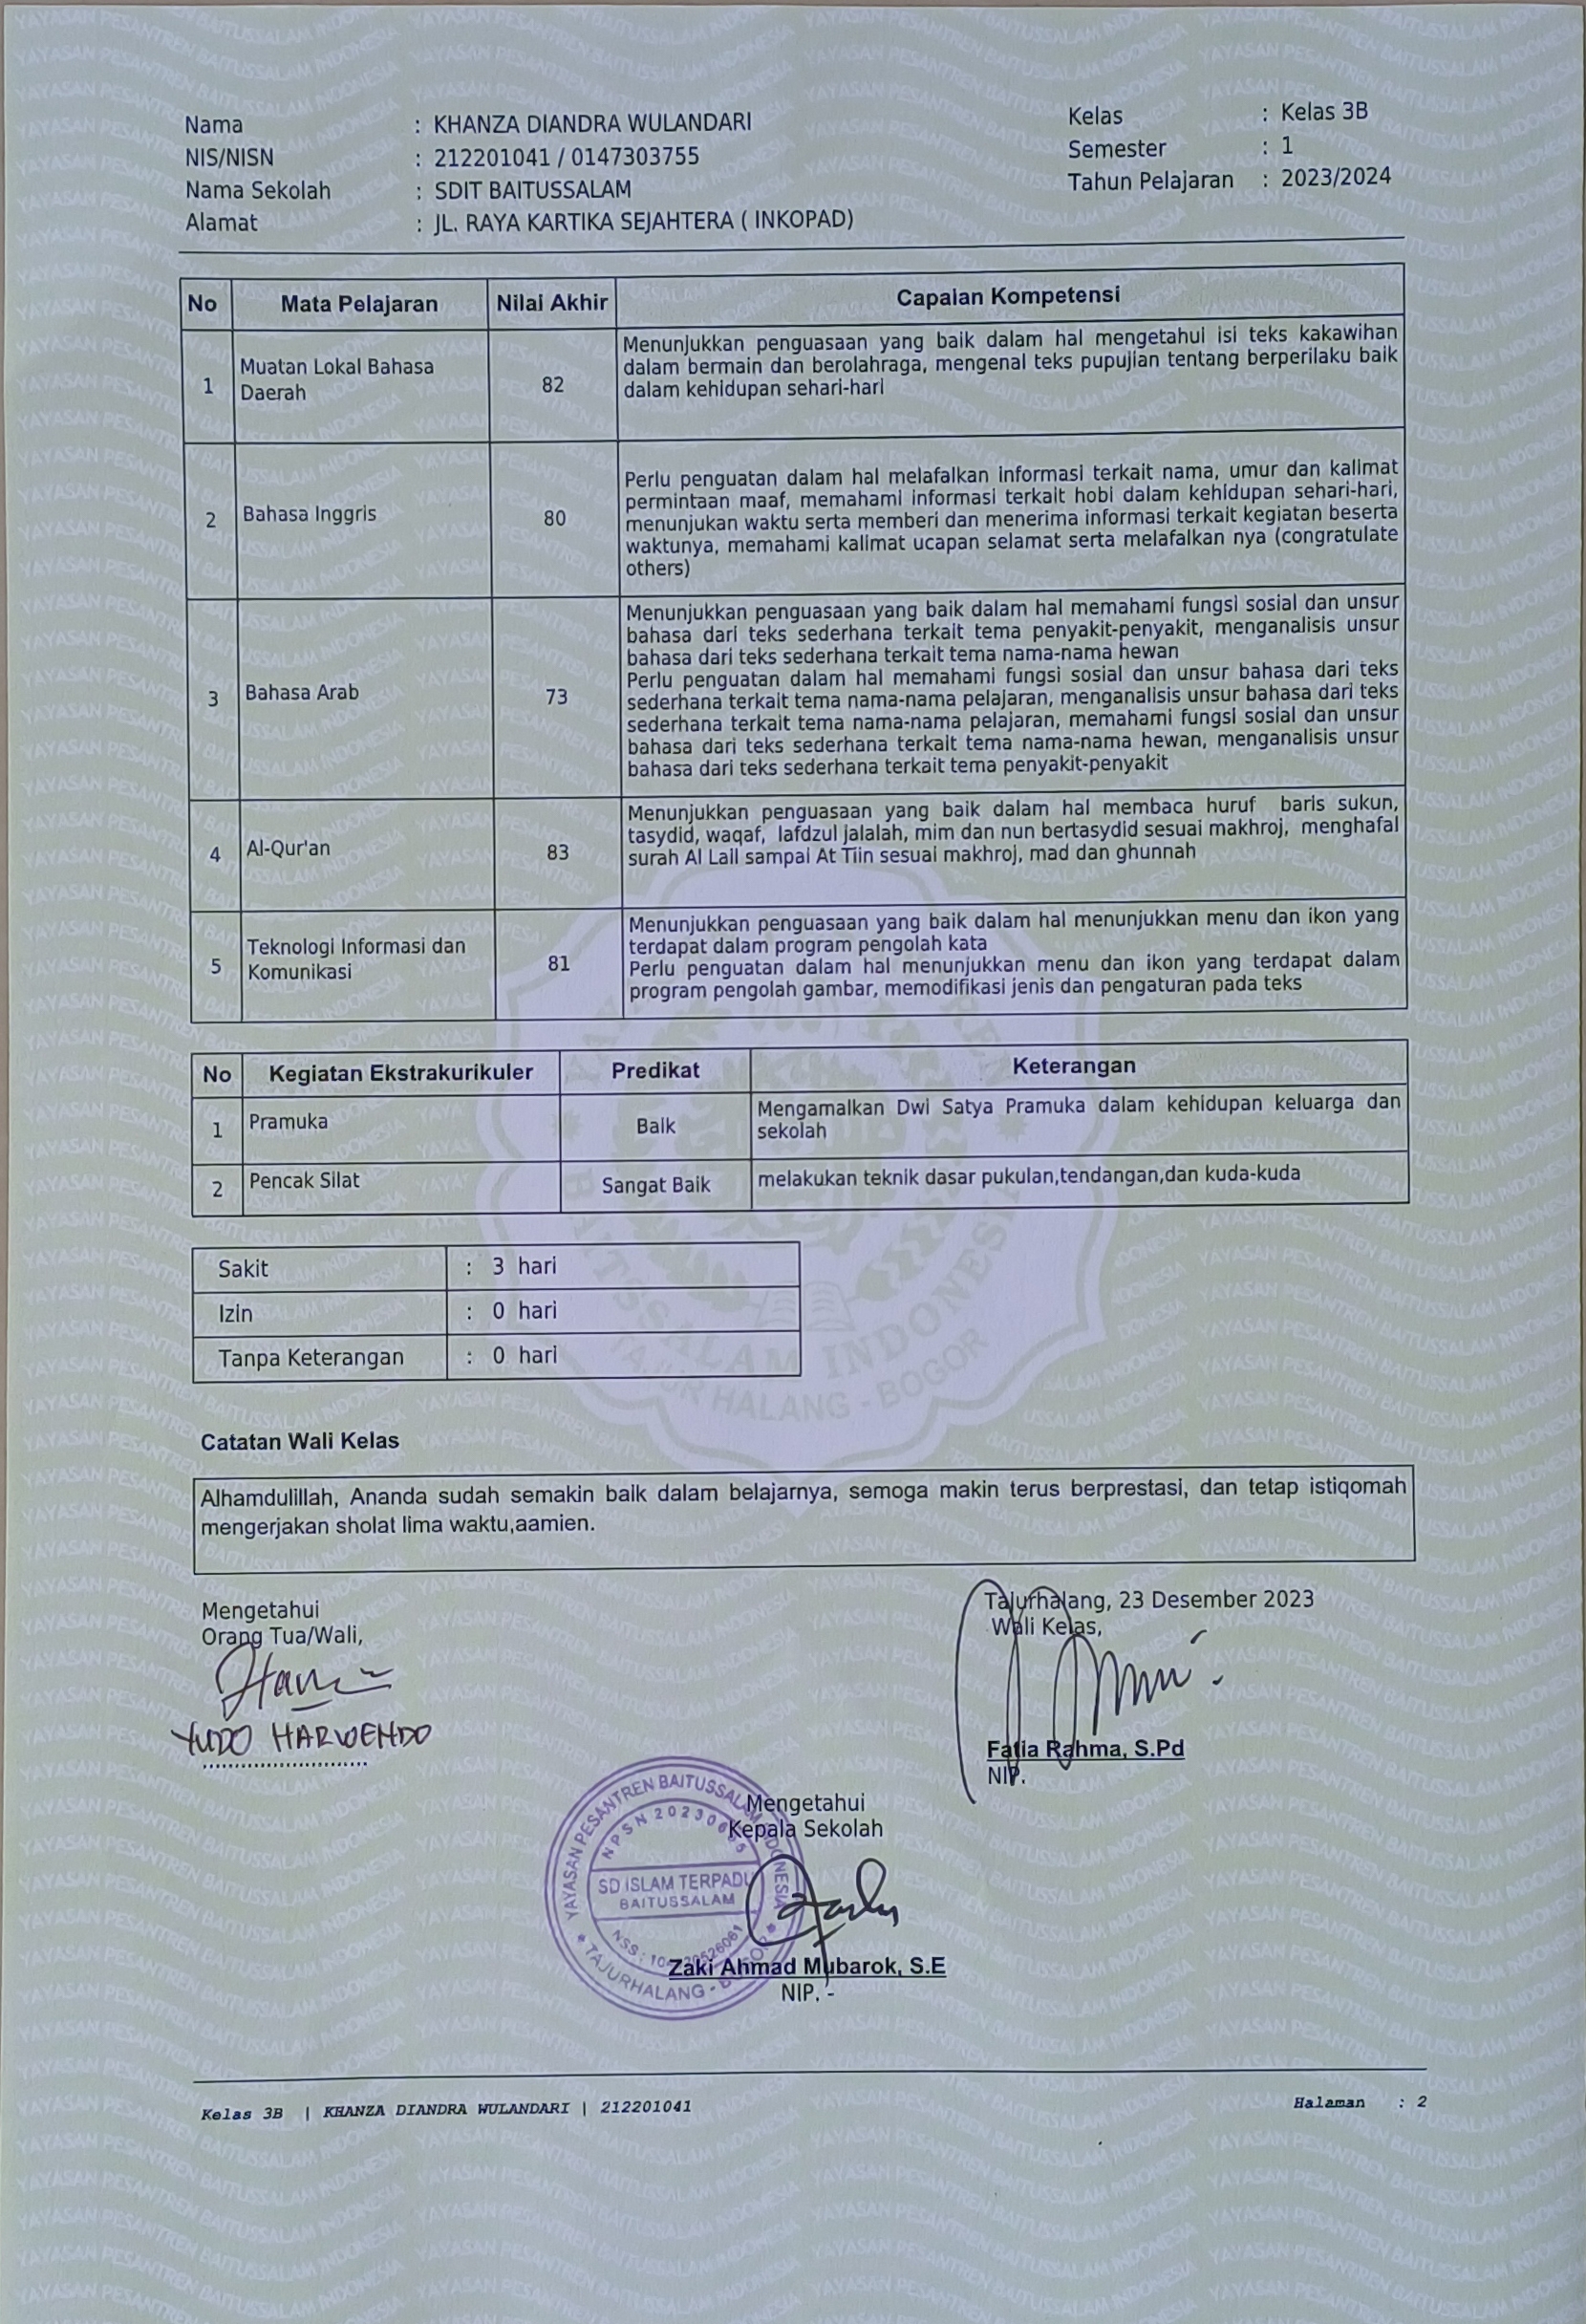 Nama : KHANZA DIANDRA WULANDARI
NIS/NISN : 212201041 / 0147303755
Nama Sekolah : SDIT BAITUSSALAM
Alamat : JL. RAYA KARTIKA SEJAHTERA ( INKOPAD)
Kelas : Kelas 3B
Semester : 1
Tahun Pelajaran : 2023/2024
No Mata Pelajaran Nilai Akhir Capaian Kompetensi
1 Muatan Lokal Bahasa Daerah 82
Menunjukkan penguasaan yang baik dalam hal mengetahui isi teks kakawihan
dalam bermain dan berolahraga, mengenal teks pupujian tentang berperilaku baik
dalam kehidupan sehari-hari
2 Bahasa Inggris 80
Perlu penguatan dalam hal melafalkan informasi terkait nama, umur dan kalimat
permintaan maaf, memahami informasi terkait hobi dalam kehidupan sehari-hari,
menunjukan waktu serta memberi dan menerima informasi terkait kegiatan beserta
waktunya, memahami kalimat ucapan selamat serta melafalkan nya (congratulate
others)
3 Bahasa Arab 73
Menunjukkan penguasaan yang baik dalam hal memahami fungsi sosial dan unsur
bahasa dari teks sederhana terkait tema penyakit-penyakit, menganalisis unsur
bahasa dari teks sederhana terkait tema nama-nama hewan
Perlu penguatan dalam hal memahami fungsi sosial dan unsur bahasa dari teks
sederhana terkait tema nama-nama pelajaran, menganalisis unsur bahasa dari teks
sederhana terkait tema nama-nama pelajaran, memahami fungsi sosial dan unsur
bahasa dari teks sederhana terkait tema nama-nama hewan, menganalisis unsur
bahasa dari teks sederhana terkait tema penyakit-penyakit
4 Al-Qur'an 83
Menunjukkan penguasaan yang baik dalam hal membaca huruf baris sukun,
tasydid, waqaf, lafdzul jalalah, mim dan nun bertasydid sesuai makhroj, menghafal
surah Al Lail sampai At Tiin sesuai makhroj, mad dan ghunnah
5 Teknologi Informasi dan Komunikasi 81
Menunjukkan penguasaan yang baik dalam hal menunjukkan menu dan ikon yang
terdapat dalam program pengolah kata
Perlu penguatan dalam hal menunjukkan menu dan ikon yang terdapat dalam
program pengolah gambar, memodifikasi jenis dan pengaturan pada teks
No Kegiatan Ekstrakurikuler Predikat Keterangan
1 Pramuka Baik
Mengamalkan Dwi Satya Pramuka dalam kehidupan keluarga dan
sekolah
2 Pencak Silat Sangat Baik melakukan teknik dasar pukulan,tendangan,dan kuda-kuda
Sakit : 3 hari
Izin : 0 hari
Tanpa Keterangan : 0 hari
Catatan Wali Kelas
Alhamdulillah, Ananda sudah semakin baik dalam belajarnya, semoga makin terus berprestasi, dan tetap istiqomah
mengerjakan sholat lima waktu,aamien.
Mengetahui
Orang Tua/Wali,
YUDO HARWENDO
Tajurhalang, 23 Desember 2023
Wali Kelas,
Fatia Rahma, S.Pd
NIP.
Mengetahui
Kepala Sekolah
YAYASAN PESANTREN BAITUSSALAM INDONESIA
SD ISLAM TERPADU
BAITUSSALAM
TAJURHALANG - BOGOR
Zaki Ahmad Mubarok, S.E
NIP. -
Kelas 3B | KHANZA DIANDRA WULANDARI | 212201041
Halaman : 2